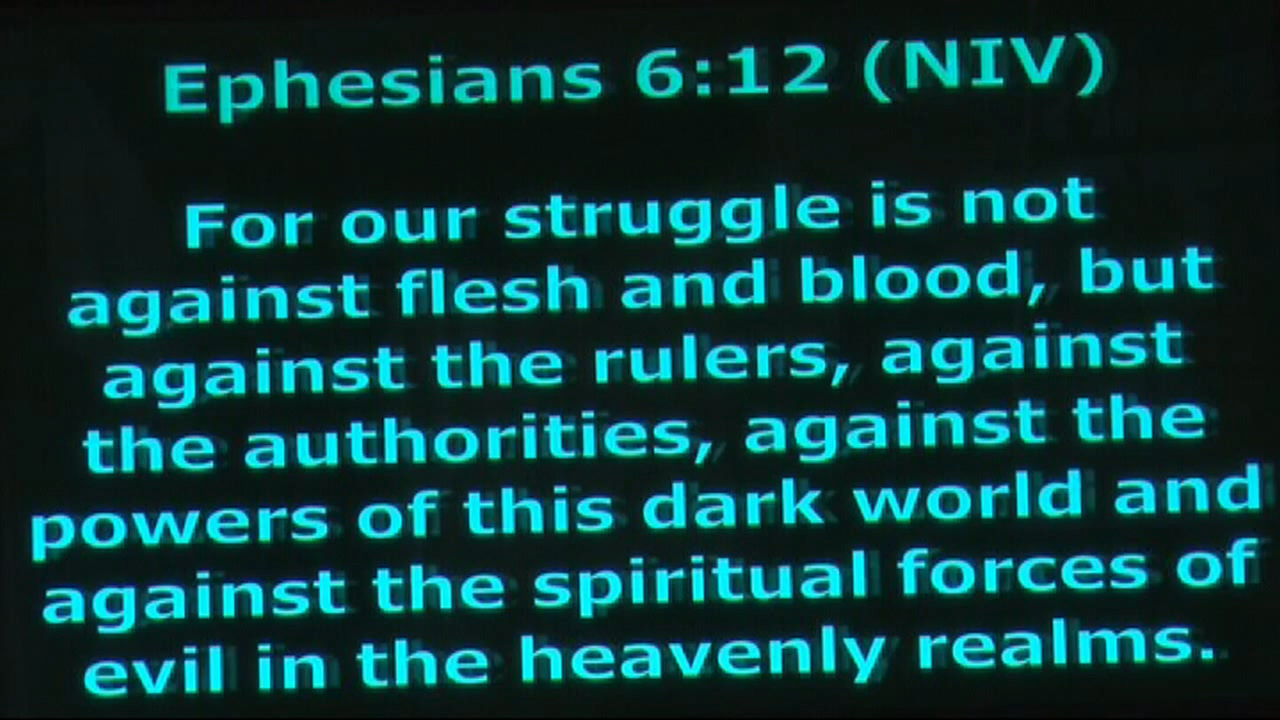 Ephesians 6:12 (NIV)
For our struggle is not
against flesh and blood, but
against the rulers, against
the authorities, against the
powers of this dark world and
against the spiritual forces of
evil in the heavenly realms.